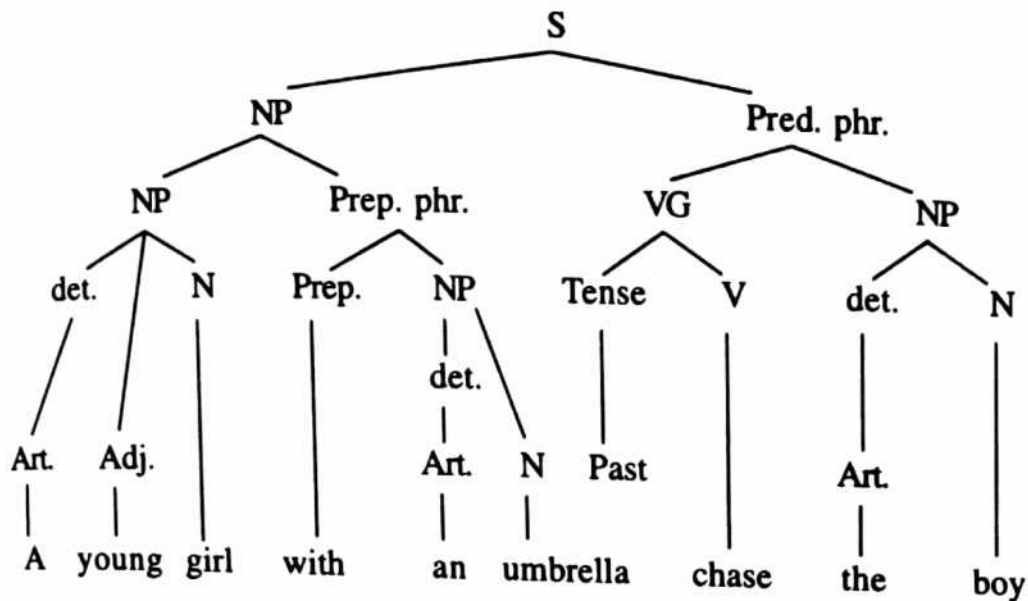 S
NP Pred. phr.
NP Prep. phr. VG NP
det. N Prep. NP Tense V det. N
det.
Art. Adj. Art. N Past Art.
A young girl with an umbrella chase the boy